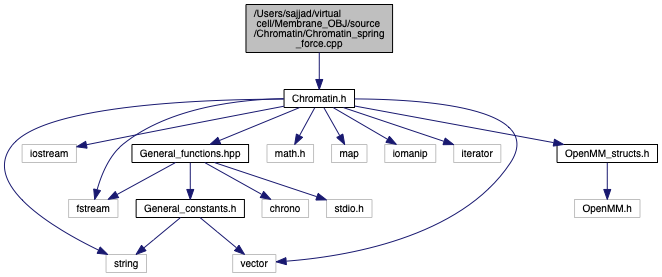 /Users/sajjad/virtual
cell/Membrane_OBJ/source
/Chromatin/Chromatin_spring
_force.cpp
Chromatin.h
iostream
General_functions.hpp
math.h
map
iomanip
iterator
OpenMM_structs.h
fstream
General_constants.h
chrono
stdio.h
OpenMM.h
string
vector